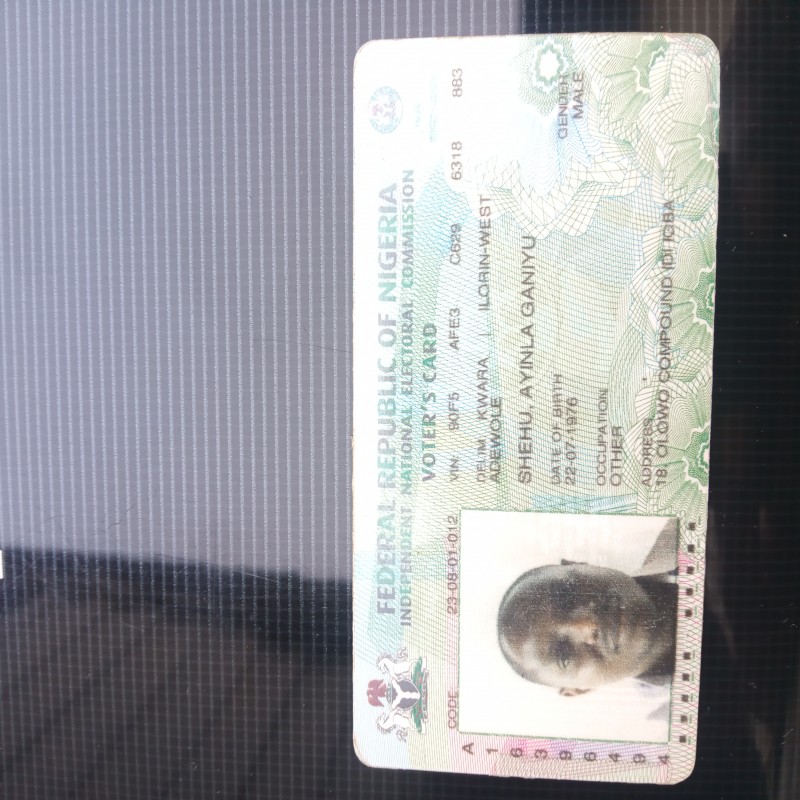 FEDERAL REPUBLIC OF NIGERIA
INDEPENDENT NATIONAL ELECTORAL COMMISSION
VOTER'S CARD
CODE 23-08-01-012 VIN: 90F5 AFE3 C629 6318 883
DELIM KWARA | ILORIN-WEST
ADEWOLE
SHEHU, AYINLA GANIYU
DATE OF BIRTH
22-07-1976
GENDER
MALE
OCCUPATION
OTHER
ADDRESS
18, OLOWO COMPOUND IDI IGBA
A
1
6
3
9
6
4
9
4